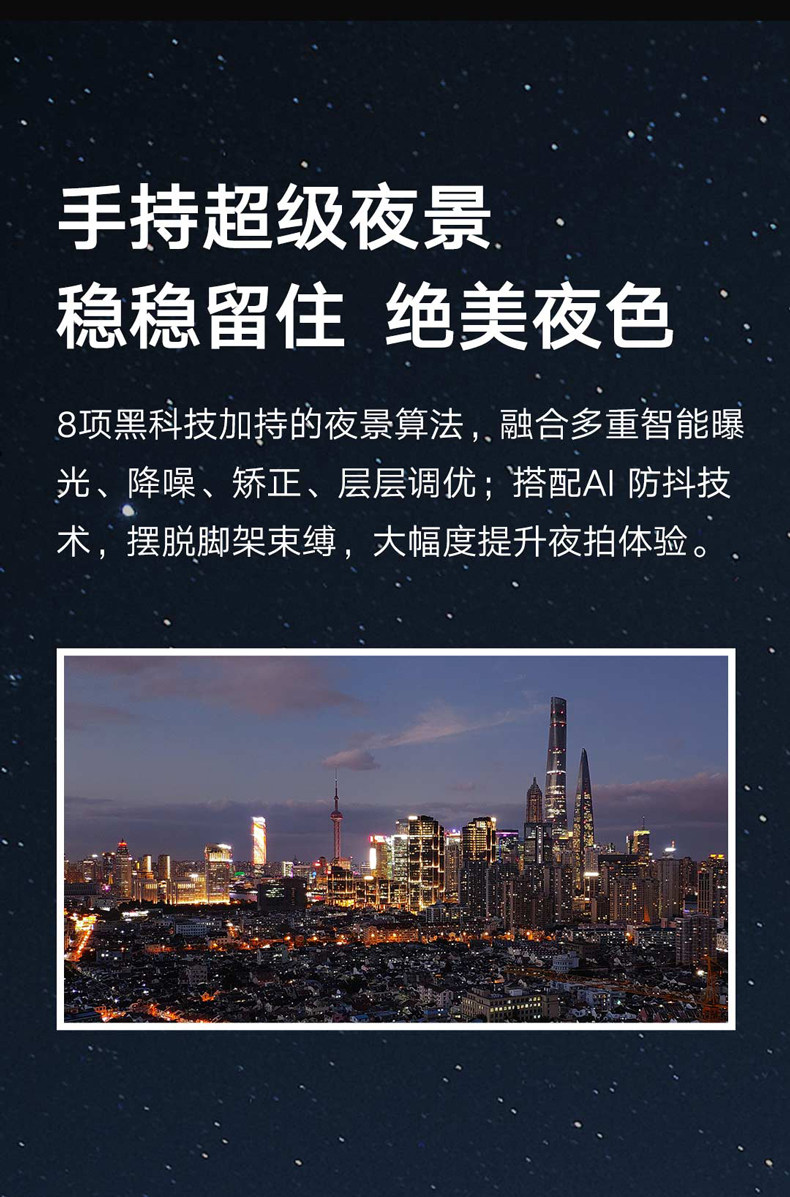 手持超级夜景
稳稳留住 绝美夜色
8项黑科技加持的夜景算法，融合多重智能曝
光、降噪、矫正、层层调优；搭配AI 防抖技
术，摆脱脚架束缚，大幅度提升夜拍体验。